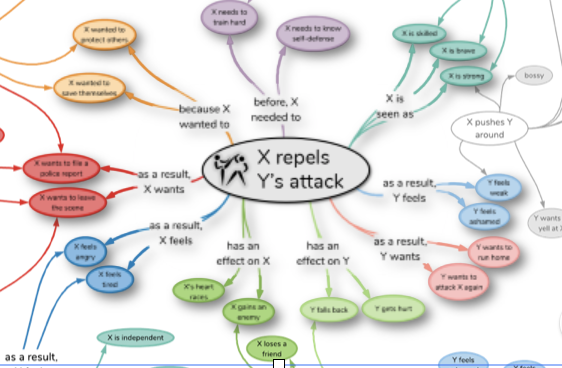 X wanted to
protect others
X needs to
train hard
X needs to know
self-defense
X is skilled
X is brave
X is strong
bossy
X wanted to
save themselves
because X
wanted to
before, X
needed to
X is
seen as
X pushes Y
around
X repels
Y's attack
X wants to file a
police report
X wants to leave
the scene
as a result,
X wants
as a result,
Y feels
Y feels
weak
Y feels
ashamed
Y wants
yell at X
X feels
angry
X feels
tired
as a result,
X feels
has an
effect on X
has an
effect on Y
as a result,
Y wants
Y wants to
run home
Y wants to
attack X again
X's heart
races
X gains an
enemy
Y falls back
Y gets hurt
X is independent
X loses a
friend
as a result,
Y feels